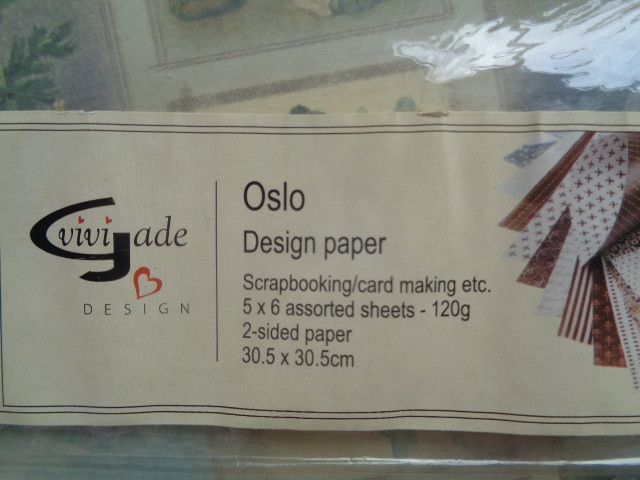 vivi Gade
DESIGN
Oslo
Design paper
Scrapbooking/card making etc.
5 x 6 assorted sheets - 120g
2-sided paper
30.5 x 30.5cm